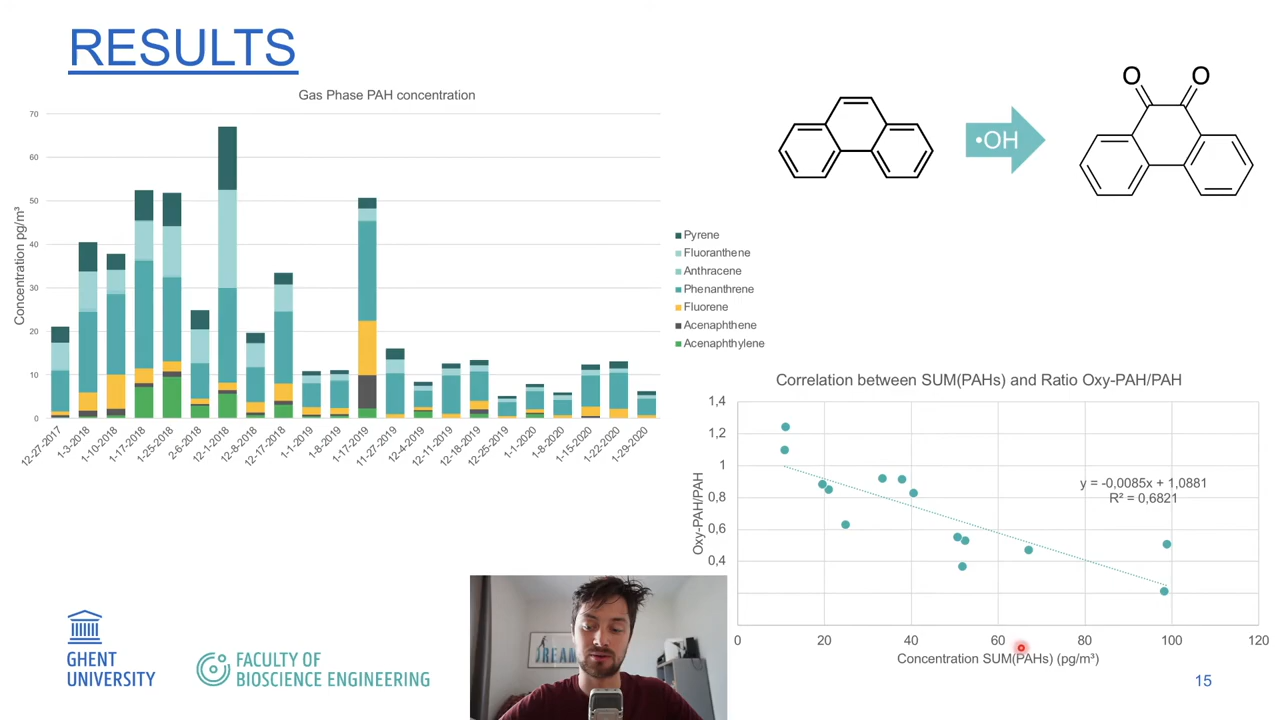 RESULTS
Gas Phase PAH concentration
Concentration pg/m³
70
60
50
40
30
20
10
0
12-27-2017
1-3-2018
1-10-2018
1-17-2018
1-25-2018
2-6-2018
12-1-2018
12-8-2018
12-17-2018
1-1-2019
1-8-2019
1-17-2019
11-27-2019
12-4-2019
12-11-2019
12-18-2019
12-25-2019
1-1-2020
1-8-2020
1-15-2020
1-22-2020
1-29-2020
Pyrene
Fluoranthene
Anthracene
Phenanthrene
Fluorene
Acenaphthene
Acenaphthylene
•OH
O
O
Correlation between SUM(PAHs) and Ratio Oxy-PAH/PAH
Oxy-PAH/PAH
1,4
1,2
1
0,8
0,6
0,4
y = -0,0085x + 1,0881
R² = 0,6821
0
20
40
60
80
100
120
Concentration SUM(PAHs) (pg/m³)
DREAM
GHENT
UNIVERSITY
FACULTY OF
BIOSCIENCE ENGINEERING
15